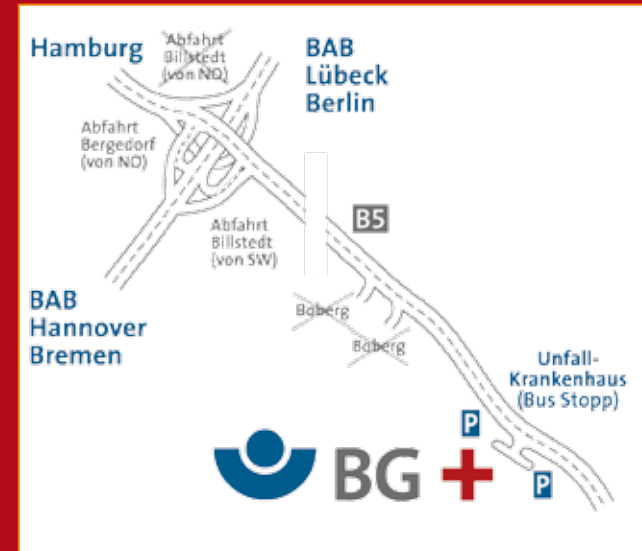 Hamburg
Abfahrt
Billstedt
(von NO)
BAB
Lübeck
Berlin
Abfahrt
Bergedorf
(von NO)
B5
Abfahrt
Billstedt
(von SW)
BAB
Hannover
Bremen
Boberg
Boberg
Unfall-
Krankenhaus
(Bus Stopp)
P
BG
P